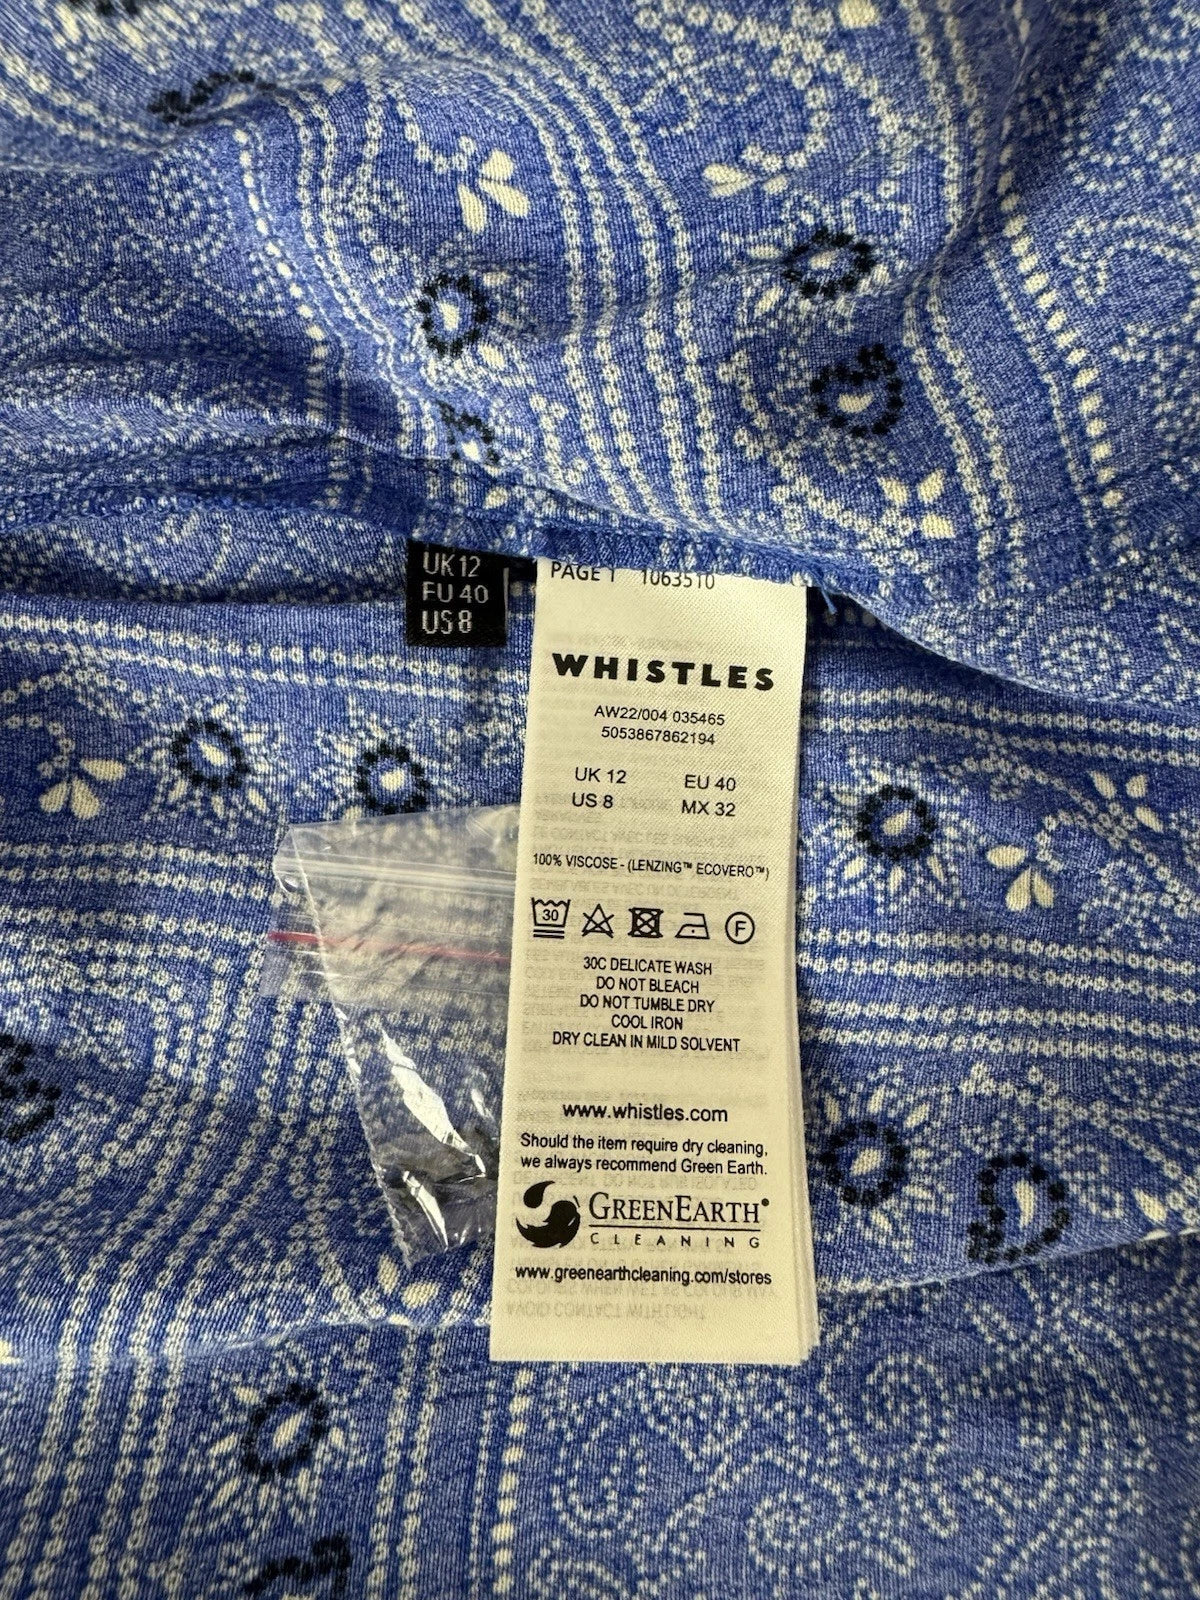 UK 12
EU 40
US 8
PAGE 1 1063510
WHISTLES
AW22/004 035465
5053867862194
UK 12 EU 40
US 8 MX 32
100% VISCOSE - (LENZING™ ECOVERO™)
30
F
30C DELICATE WASH
DO NOT BLEACH
DO NOT TUMBLE DRY
COOL IRON
DRY CLEAN IN MILD SOLVENT
www.whistles.com
Should the item require dry cleaning,
we always recommend Green Earth.
GREENEARTH®
CLEANING
www.greenearthcleaning.com/stores